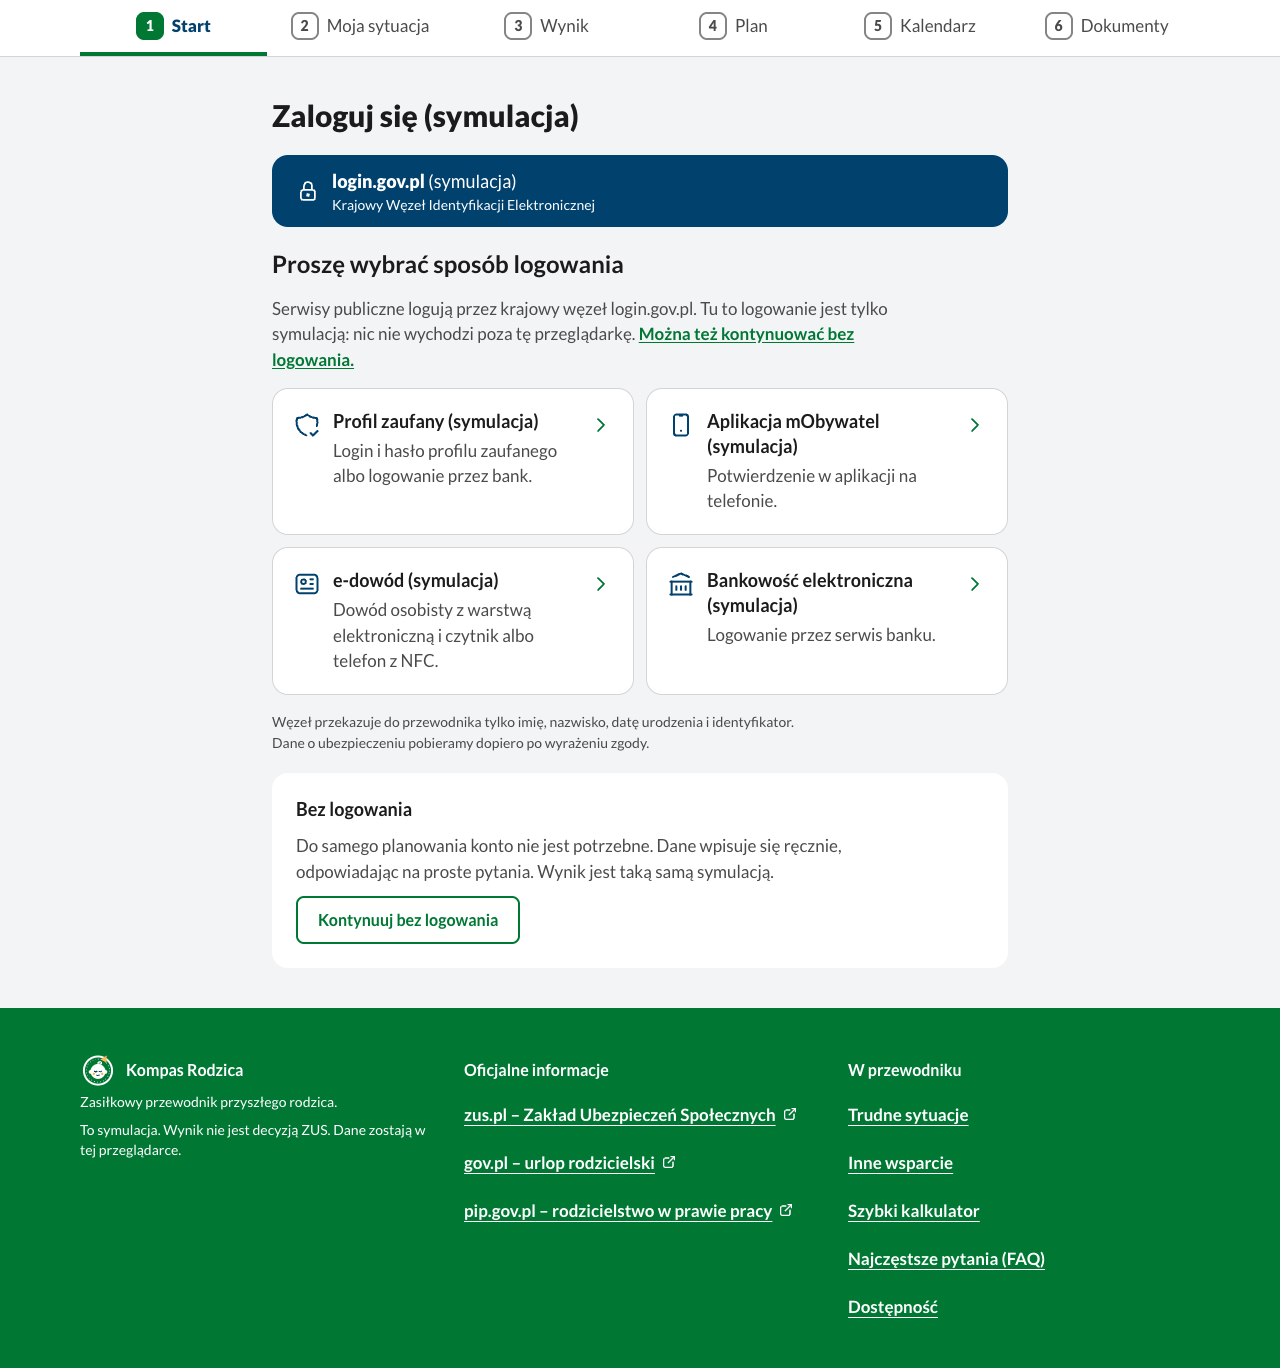 1 Start
2 Moja sytuacja
3 Wynik
4 Plan
5 Kalendarz
6 Dokumenty
Zaloguj się (symulacja)
login.gov.pl (symulacja)
Krajowy Węzeł Identyfikacji Elektronicznej
Proszę wybrać sposób logowania
Serwisy publiczne logują przez krajowy węzeł login.gov.pl. Tu to logowanie jest tylko
symulacją: nic nie wychodzi poza tę przeglądarkę. Można też kontynuować bez
logowania.
Profil zaufany (symulacja)
Login i hasło profilu zaufanego
albo logowanie przez bank.
Aplikacja mObywatel
(symulacja)
Potwierdzenie w aplikacji na
telefonie.
e-dowód (symulacja)
Dowód osobisty z warstwą
elektroniczną i czytnik albo
telefon z NFC.
Bankowość elektroniczna
(symulacja)
Logowanie przez serwis banku.
Węzeł przekazuje do przewodnika tylko imię, nazwisko, datę urodzenia i identyfikator.
Dane o ubezpieczeniu pobieramy dopiero po wyrażeniu zgody.
Bez logowania
Do samego planowania konto nie jest potrzebne. Dane wpisuje się ręcznie,
odpowiadając na proste pytania. Wynik jest taką samą symulacją.
Kontynuuj bez logowania
Kompas Rodzica
Zasiłkowy przewodnik przyszłego rodzica.
To symulacja. Wynik nie jest decyzją ZUS. Dane zostają w
tej przeglądarce.
Oficjalne informacje
zus.pl – Zakład Ubezpieczeń Społecznych
gov.pl – urlop rodzicielski
pip.gov.pl – rodzicielstwo w prawie pracy
W przewodniku
Trudne sytuacje
Inne wsparcie
Szybki kalkulator
Najczęstsze pytania (FAQ)
Dostępność